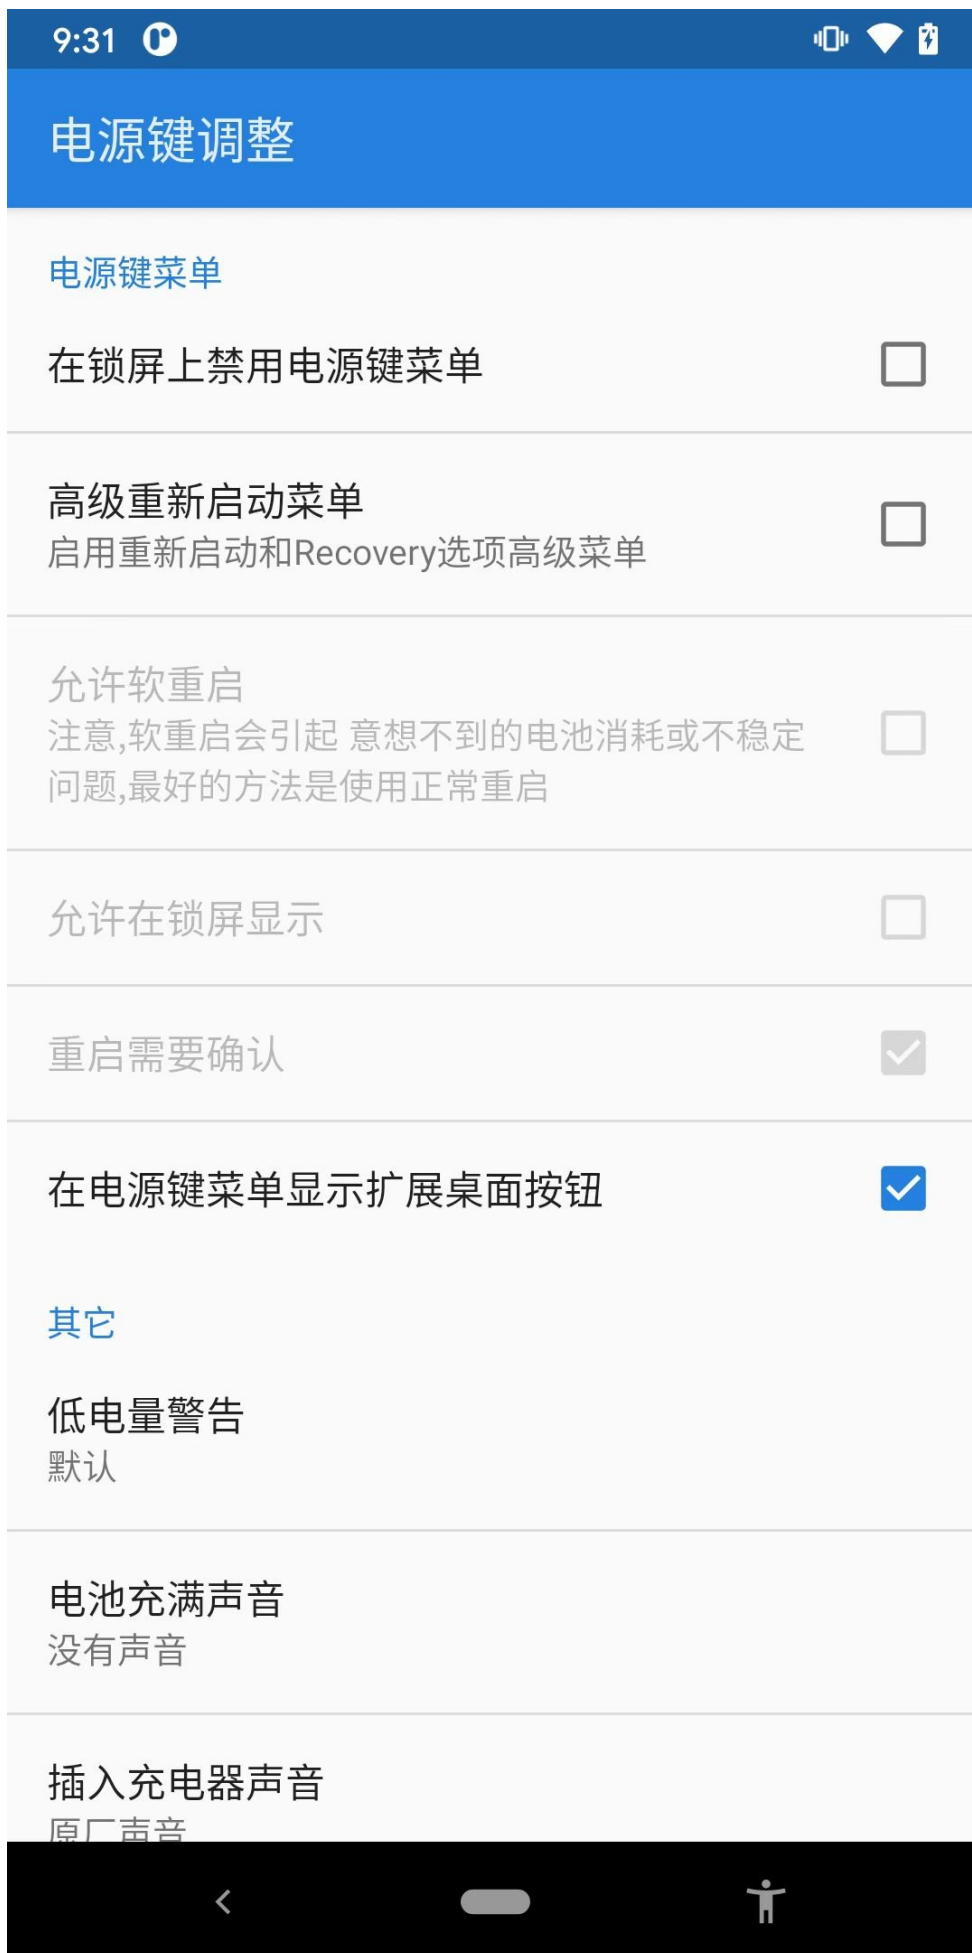 9:31
电源键调整
电源键菜单
在锁屏上禁用电源键菜单
高级重新启动菜单
启用重新启动和Recovery选项高级菜单
允许软重启
注意,软重启会引起 意想不到的电池消耗或不稳定
问题,最好的方法是使用正常重启
允许在锁屏显示
重启需要确认
在电源键菜单显示扩展桌面按钮
其它
低电量警告
默认
电池充满声音
没有声音
插入充电器声音
原厂声音